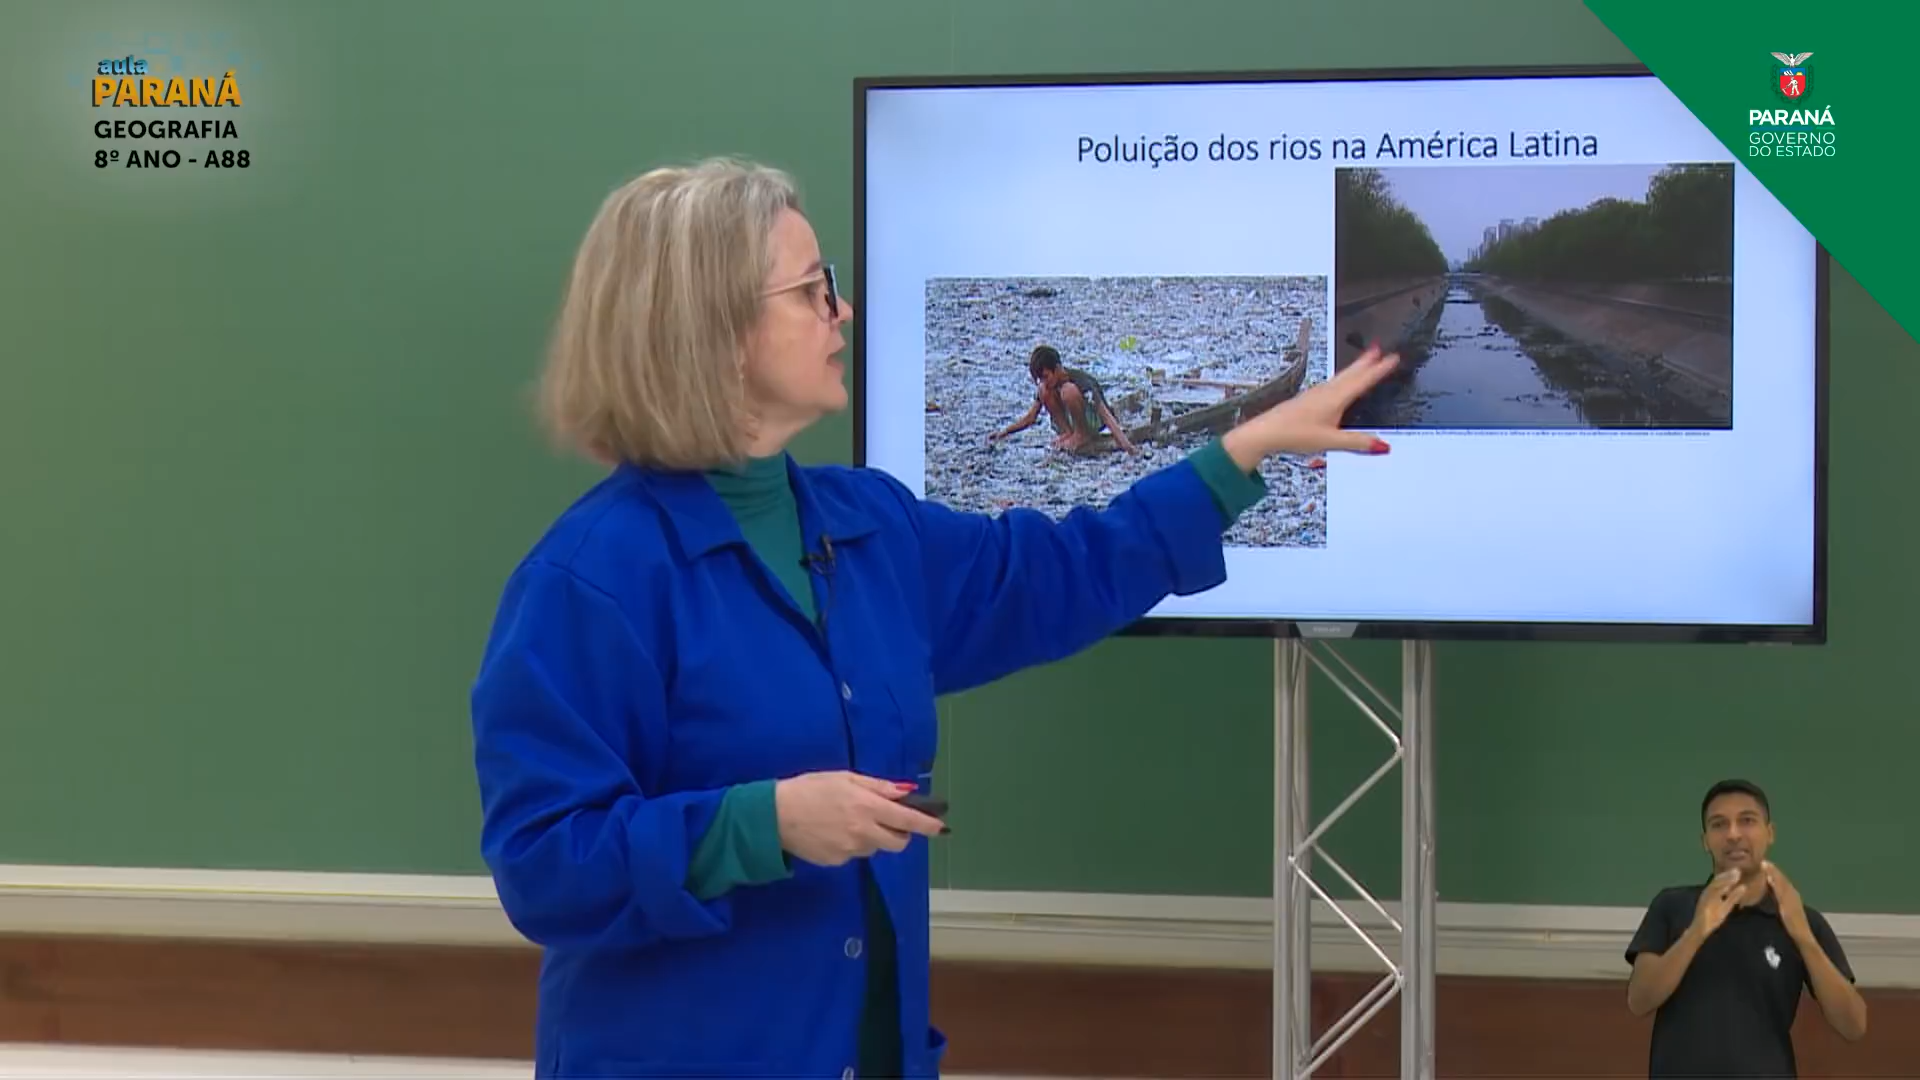 aula
PARANÁ
GEOGRAFIA
8º ANO - A88
PARANÁ
GOVERNO
DO ESTADO
Poluição dos rios na América Latina